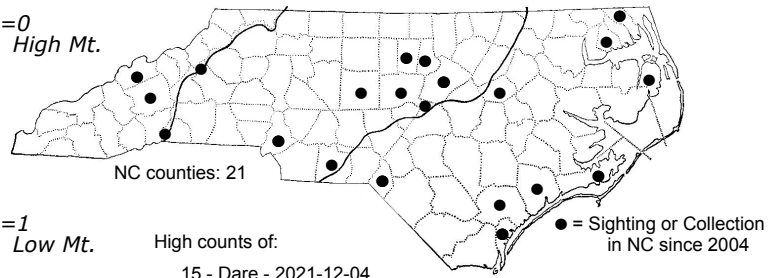 =0
High Mt.
NC counties: 21
=1
Low Mt.
High counts of:
15 - Dare - 2021-12-04
● = Sighting or Collection
in NC since 2004